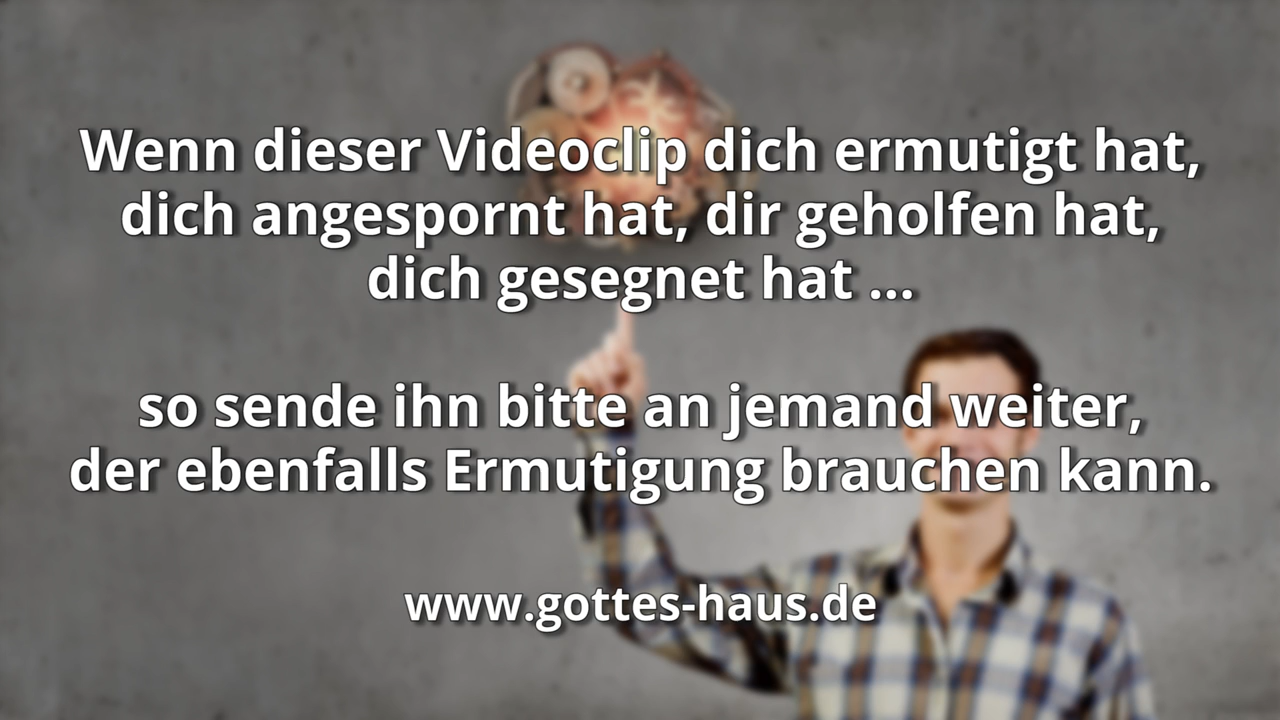 Wenn dieser Videoclip dich ermutigt hat,
dich angespornt hat, dir geholfen hat,
dich gesegnet hat ...
so sende ihn bitte an jemand weiter,
der ebenfalls Ermutigung brauchen kann.
www.gottes-haus.de